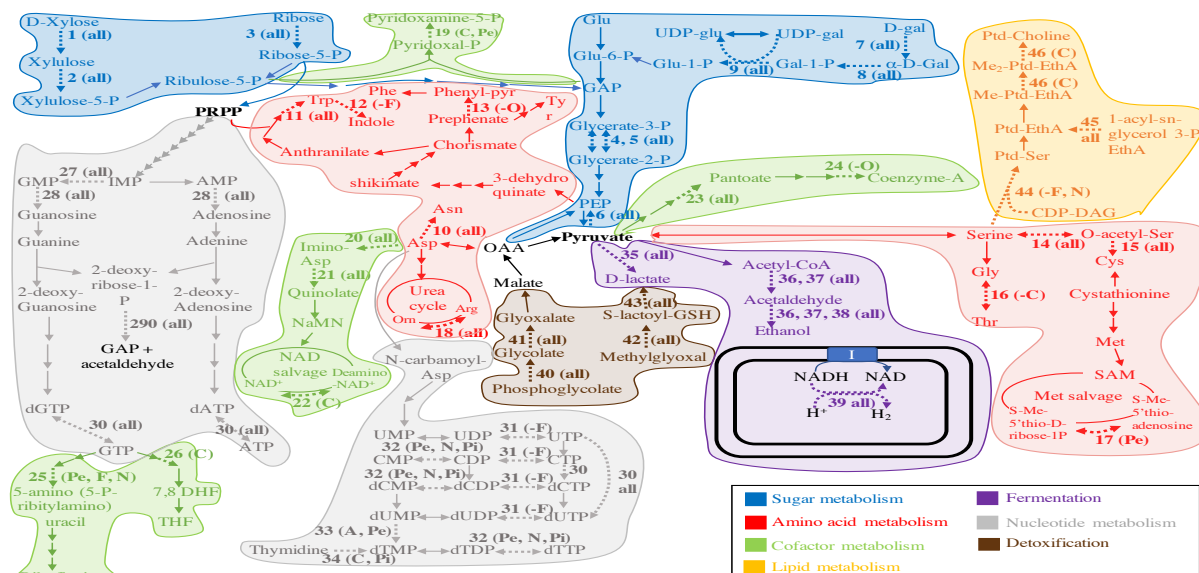 D-Xylose
1 (all)
Xylulose
2 (all)
Xylulose-5-P
Ribose
3 (all)
Ribose-5-P
Ribulose-5-P
PRPP
Pyridoxamine-5-P
19 (C, Pe)
Pyridoxal-P
Glu
Glu-6-P
GAP
Glycerate-3-P
4, 5 (all)
Glycerate-2-P
PEP
6 (all)
Pyruvate
UDP-glu
UDP-gal
9 (all)
Glu-1-P
Gal-1-P
D-gal
7 (all)
α-D-Gal
8 (all)
Ptd-Choline
46 (C)
Me₂-Ptd-EthA
46 (C)
Me-Ptd-EthA
Ptd-EthA
45
all
1-acyl-sn-
glycerol 3-P
EthA
Ptd-Ser
44 (-F, N)
CDP-DAG
Phe
Phenyl-pyr
Ty
r
Trp
12 (-F)
11 (all)
Indole
13 (-O)
Prephenate
Anthranilate
Chorismate
shikimate
3-dehydro
quinate
Asn
10 (all)
Asp
Urea
cycle
Orn
Arg
18 (all)
OAA
Malate
Pantoate
24 (-O)
Coenzyme-A
23 (all)
27 (all)
GMP
IMP
AMP
28 (all)
28 (all)
Guanosine
Adenosine
Guanine
Adenine
2-deoxy-
ribose-1-
P
2-deoxy-
Guanosine
2-deoxy-
Adenosine
290 (all)
GAP +
acetaldehyde
dGTP
dATP
30 (all)
30 (all)
GTP
ATP
20 (all)
Imino-
Asp
21 (all)
Quinolate
NaMN
NAD
salvage
Deamino
NAD⁺
-NAD⁺
22 (C)
25 (Pe, F, N)
26 (C)
5-amino (5-P-
ribitylamino)
uracil
7,8 DHF
THF
N-carbamoyl-
Asp
UMP
UDP
31 (-F)
UTP
32 (Pe, N, Pi)
CMP
CDP
31 (-F)
CTP
32 (Pe, N, Pi)
30
30
all
dCMP
dCDP
31 (-F)
dCTP
dUMP
dUDP
31 (-F)
dUTP
33 (A, Pe)
32 (Pe, N, Pi)
Thymidine
dTMP
dTDP
dTTP
34 (C, Pi)
Glyoxalate
41 (all)
Glycolate
40 (all)
Phosphoglycolate
43 (all)
S-lactoyl-GSH
42 (all)
Methylglyoxal
35 (all)
D-lactate
Acetyl-CoA
36, 37 (all)
Acetaldehyde
36, 37, 38 (all)
Ethanol
I
NADH
NAD
39 all)
H⁺
H₂
Serine
14 (all)
O-acetyl-Ser
15 (all)
Gly
Cys
16 (-C)
Thr
Cystathionine
Met
SAM
Met salvage
S-Me-
5'thio-D-
ribose-1P
S-Me-
5'thio-
adenosine
17 (Pe)
Sugar metabolism
Amino acid metabolism
Cofactor metabolism
Lipid metabolism
Fermentation
Nucleotide metabolism
Detoxification